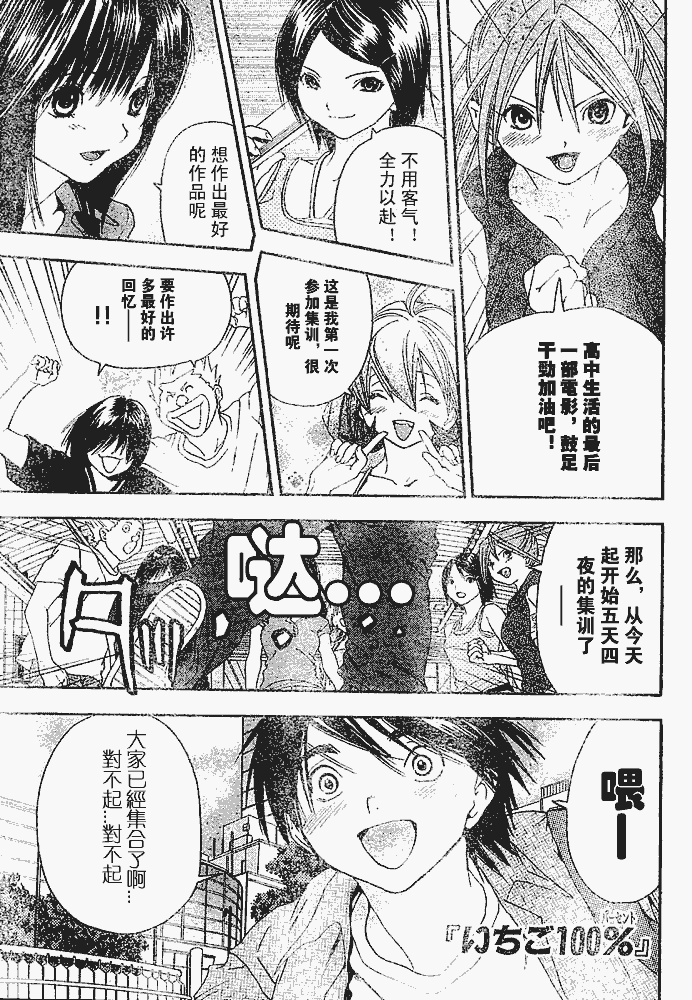 高中生活的最后
一部電影，鼓足
干勁加油吧！
不用客气！
全力以赴！
想作出最好
的作品呢
这是我第一次
参加集训，很
期待呢
要作出许
多最好的
回忆——
！！
那么，从今天
起开始五天四
夜的集训了
——
哒...
喂—
大家已經集合了啊...
對不起...對不起
パーセント
『いちご100%』